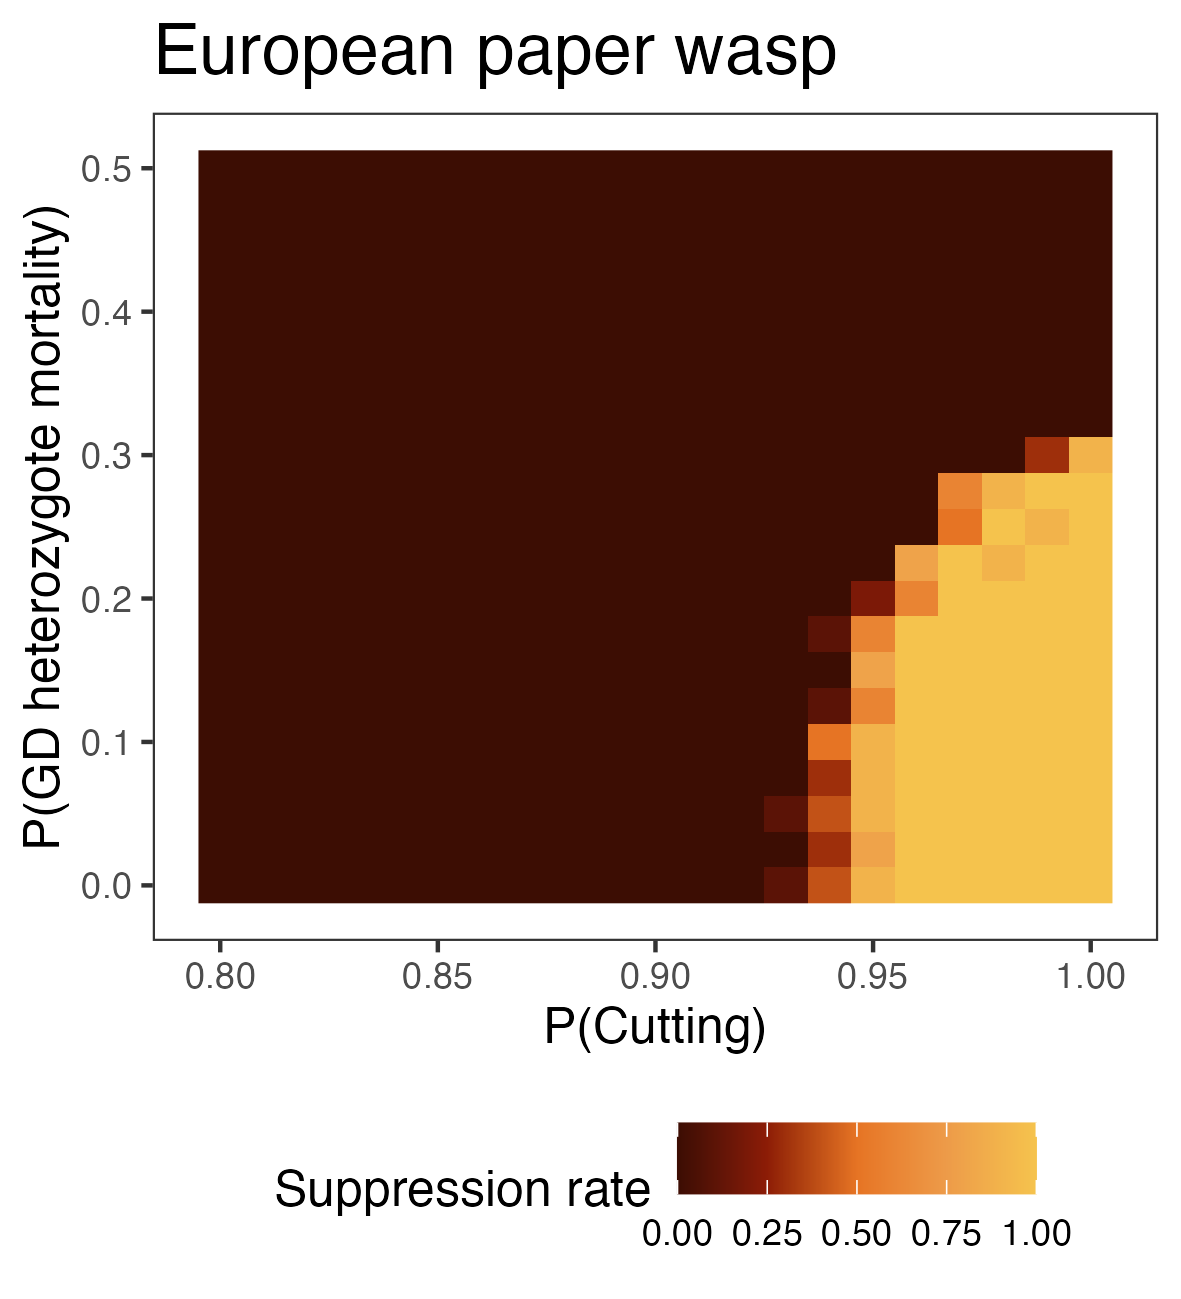 European paper wasp
P(GD heterozygote mortality)
0.5
0.4
0.3
0.2
0.1
0.0
0.80 0.85 0.90 0.95 1.00
P(Cutting)
Suppression rate
0.00 0.25 0.50 0.75 1.00